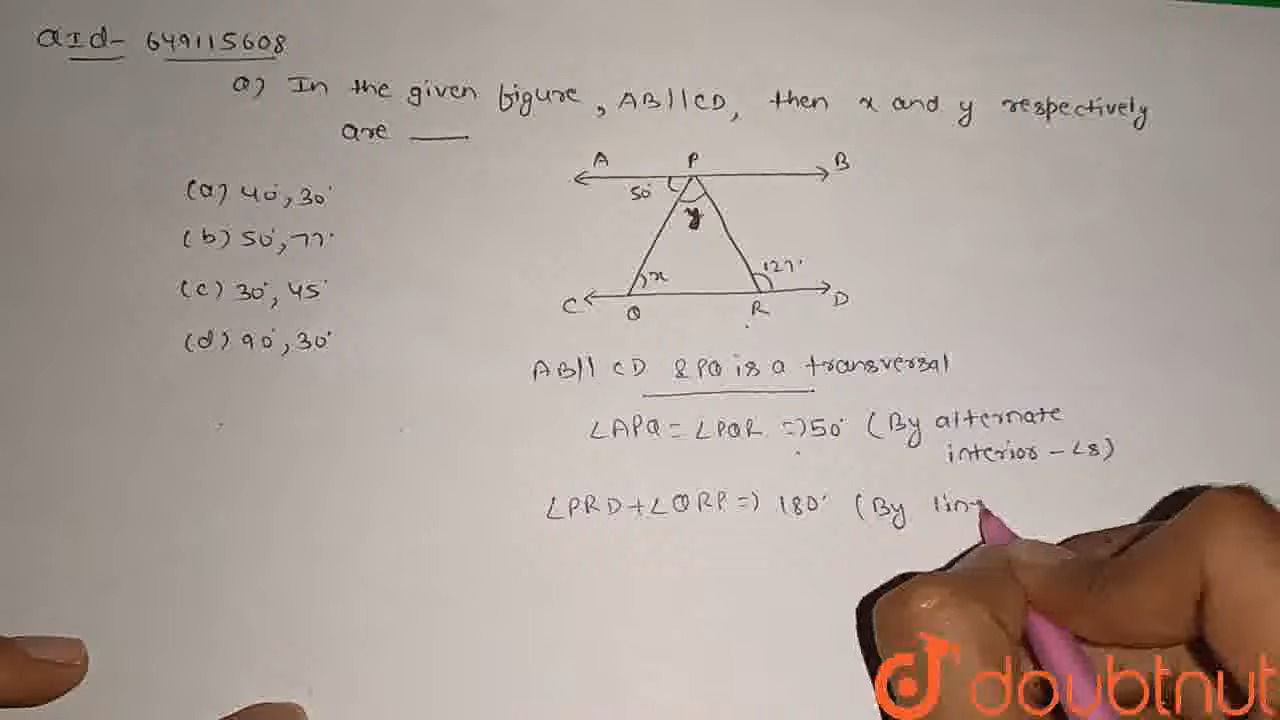 QId- 649115608
Q) In the given figure, AB||CD, then x and y respectively
are ___
(a) 40°, 30°
(b) 50°, 77°
(c) 30°, 45°
(d) 90°, 30°
A P B
50°
y
x 127°
C Q R D
AB|| CD & PQ is a transversal
∠APQ = ∠PQR => 50° (By alternate
interior - ∠s)
∠PRD + ∠QRP => 180° (By line
doubtnut